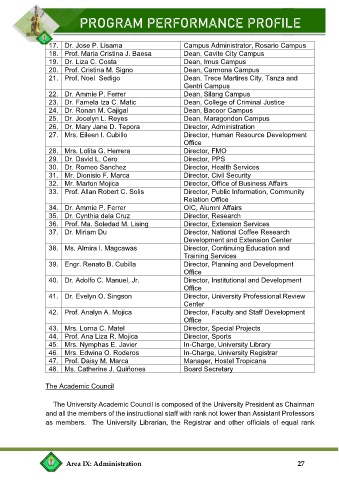 PROGRAM PERFORMANCE PROFILE
17. Dr. Jose P. Lisama Campus Administrator, Rosario Campus
18. Prof. Maria Cristina J. Baesa Dean, Cavite City Campus
19. Dr. Liza C. Costa Dean, Imus Campus
20. Prof. Cristina M. Signo Dean, Carmona Campus
21. Prof. Noel Sedigo Dean, Trece Martires City, Tanza and
Gentri Campus
22. Dr. Ammie P. Ferrer Dean, Silang Campus
23. Dr. Famela Iza C. Matic Dean, College of Criminal Justice
24. Dr. Ronan M. Cajigal Dean, Bacoor Campus
25. Dr. Jocelyn L. Reyes Dean, Maragondon Campus
26. Dr. Mary Jane D. Tepora Director, Administration
27. Mrs. Eileen I. Cubillo Director, Human Resource Development
Office
28. Mrs. Lolita G. Herrera Director, FMO
29. Dr. David L. Cero Director, PPS
30. Dr. Romeo Sanchez Director, Health Services
31. Mr. Dionisio F. Marca Director, Civil Security
32. Mr. Marlon Mojica Director, Office of Business Affairs
33. Prof. Allan Robert C. Solis Director, Public Information, Community
Relation Office
34. Dr. Ammie P. Ferrer OIC, Alumni Affairs
35. Dr. Cynthia dela Cruz Director, Research
36. Prof. Ma. Soledad M. Lising Director, Extension Services
37. Dr. Miriam Du Director, National Coffee Research
Development and Extension Center
38. Ms. Almira I. Magcawas Director, Continuing Education and
Training Services
39. Engr. Renato B. Cubilla Director, Planning and Development
Office
40. Dr. Adolfo C. Manuel, Jr. Director, Institutional and Development
Office
41. Dr. Evelyn O. Singson Director, University Professional Review
Center
42. Prof. Analyn A. Mojica Director, Faculty and Staff Development
Office
43. Mrs. Lorna C. Matel Director, Special Projects
44. Prof. Ana Liza R. Mojica Director, Sports
45. Mrs. Nymphas E. Javier In-Charge, University Library
46. Mrs. Edwina O. Roderos In-Charge, University Registrar
47. Prof. Daisy M. Marca Manager, Hostel Tropicana
48. Ms. Catherine J. Quiñones Board Secretary
The Academic Council
The University Academic Council is composed of the University President as Chairman
and all the members of the instructional staff with rank not lower than Assistant Professors
as members. The University Librarian, the Registrar and other officials of equal rank
Area IX: Administration 27